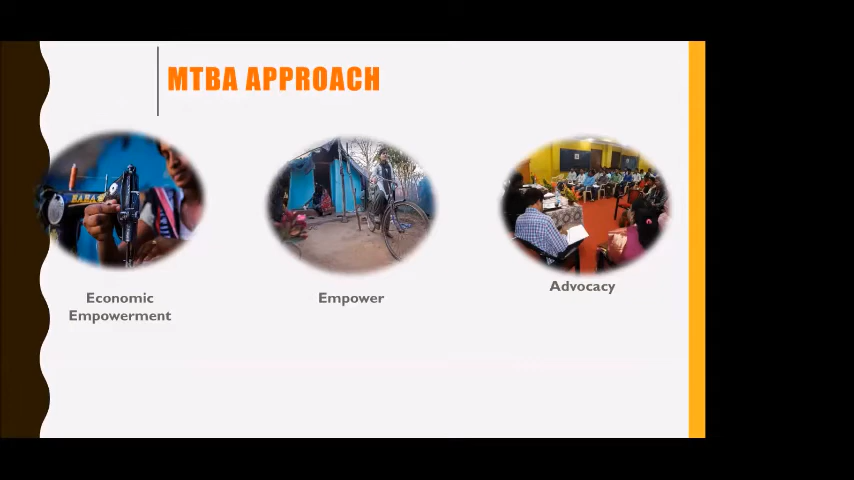 MTBA APPROACH
Economic
Empowerment
Empower
Advocacy